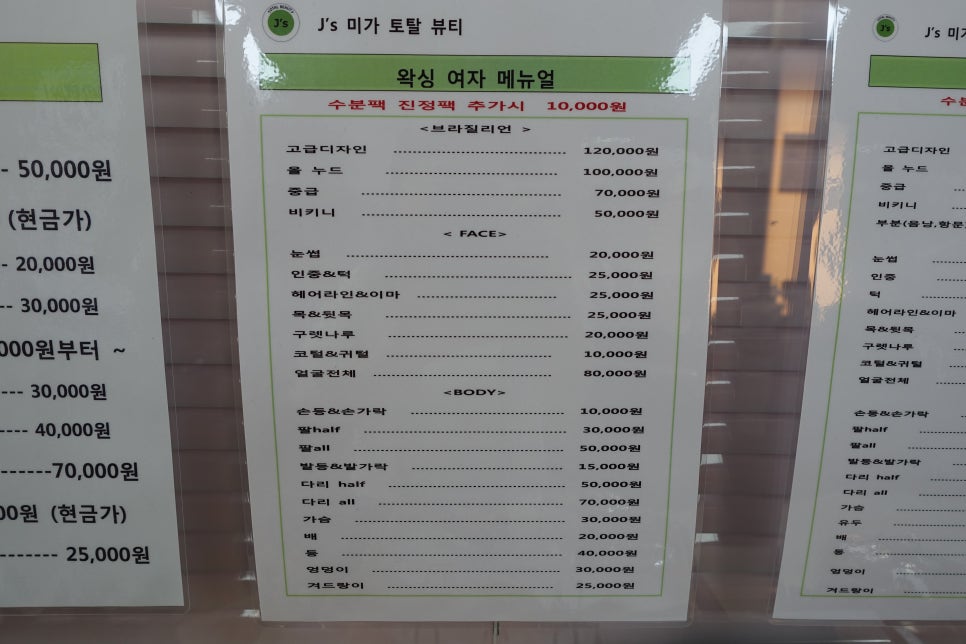 - 50,000원
(현금가)
- 20,000원
-- 30,000원
000원부터 ~
--- 30,000원
---- 40,000원
-------70,000원
00원 (현금가)
-------- 25,000원
TOTAL BEAUTY
J's
J's 미가 토탈 뷰티
왁싱 여자 메뉴얼
수분팩 진정팩 추가시 10,000원
<브라질리언 >
고급디자인 ---------- 120,000원
올 누드 ---------- 100,000원
중급 ---------- 70,000원
비키니 ---------- 50,000원
< FACE>
눈썹 ---------- 20,000원
인중&턱 ---------- 25,000원
헤어라인&이마 ---------- 25,000원
목&뒷목 ---------- 25,000원
구렛나루 ---------- 20,000원
코털&귀털 ---------- 10,000원
얼굴전체 ---------- 80,000원
<BODY>
손등&손가락 ---------- 10,000원
팔half ---------- 30,000원
팔all ---------- 50,000원
발등&발가락 ---------- 15,000원
다리 half ---------- 50,000원
다리 all ---------- 70,000원
가슴 ---------- 30,000원
배 ---------- 20,000원
등 ---------- 40,000원
엉덩이 ---------- 30,000원
겨드랑이 ---------- 25,000원
J's
J's 미가
수분
고급디자인
올 누드
중급
비키니
부분(음낭,항문)
눈썹
인중
턱
헤어라인&이마
목&뒷목
구렛나루
코털&귀털
얼굴전체
손등&손가락
팔half
팔all
발등&발가락
다리 half
다리 all
가슴
유두
배
등
엉덩이
겨드랑이